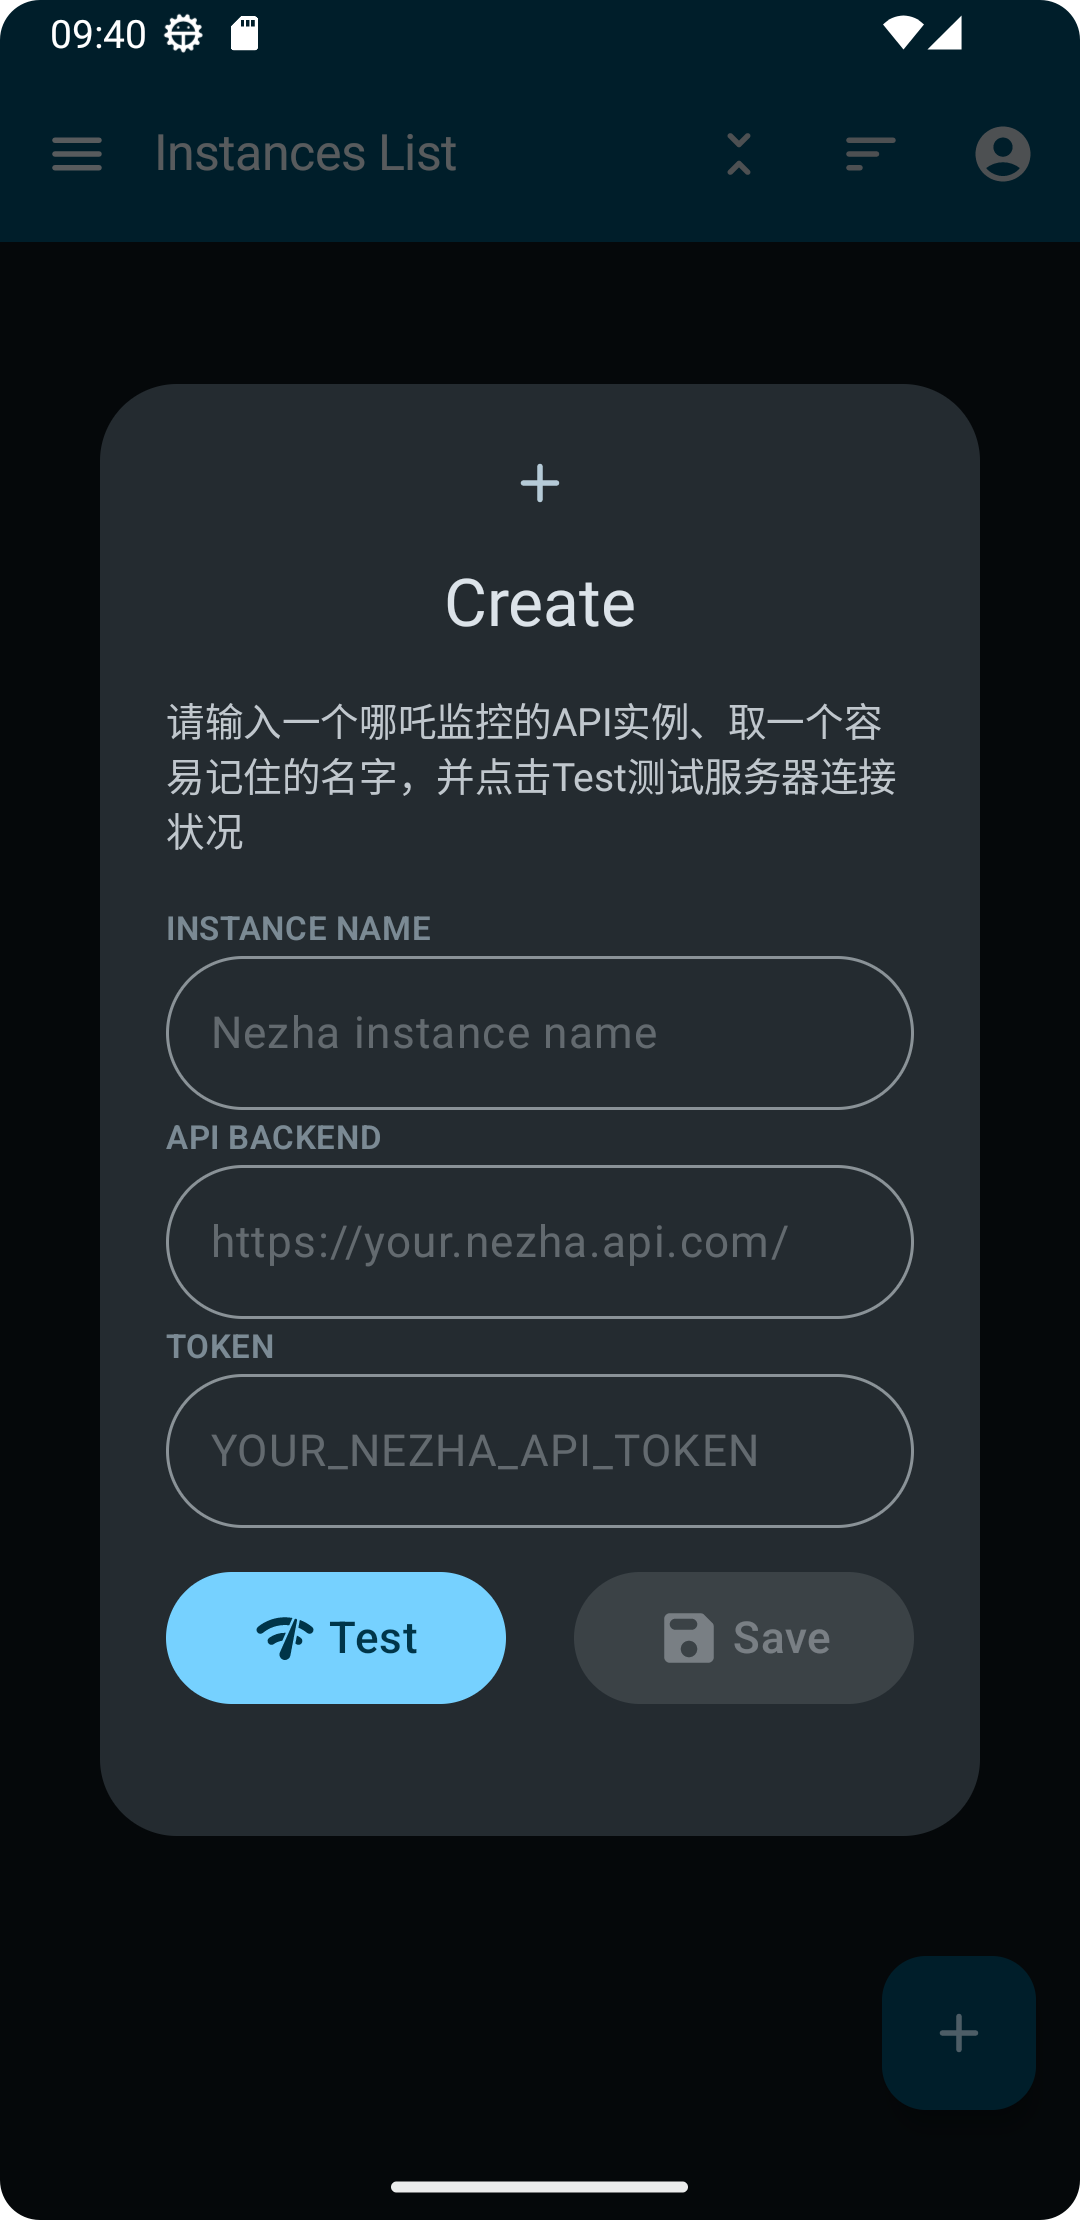 09:40
Instances List
Create
请输入一个哪吒监控的API实例、取一个容
易记住的名字，并点击Test测试服务器连接
状况
INSTANCE NAME
Nezha instance name
API BACKEND
https://your.nezha.api.com/
TOKEN
YOUR_NEZHA_API_TOKEN
Test
Save